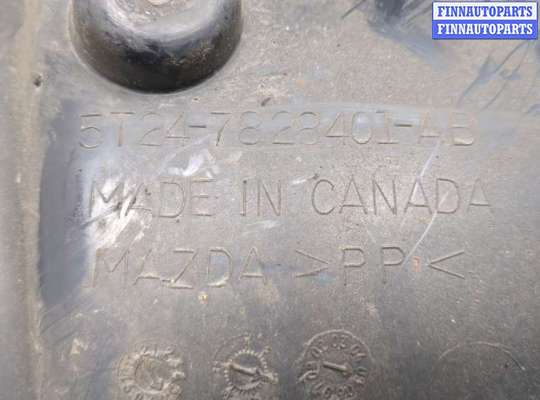 FINNAUTOPARTS
FINNAUTOPARTS
5T24-7828401-AB
MADE IN CANADA
MAZDA >PP<